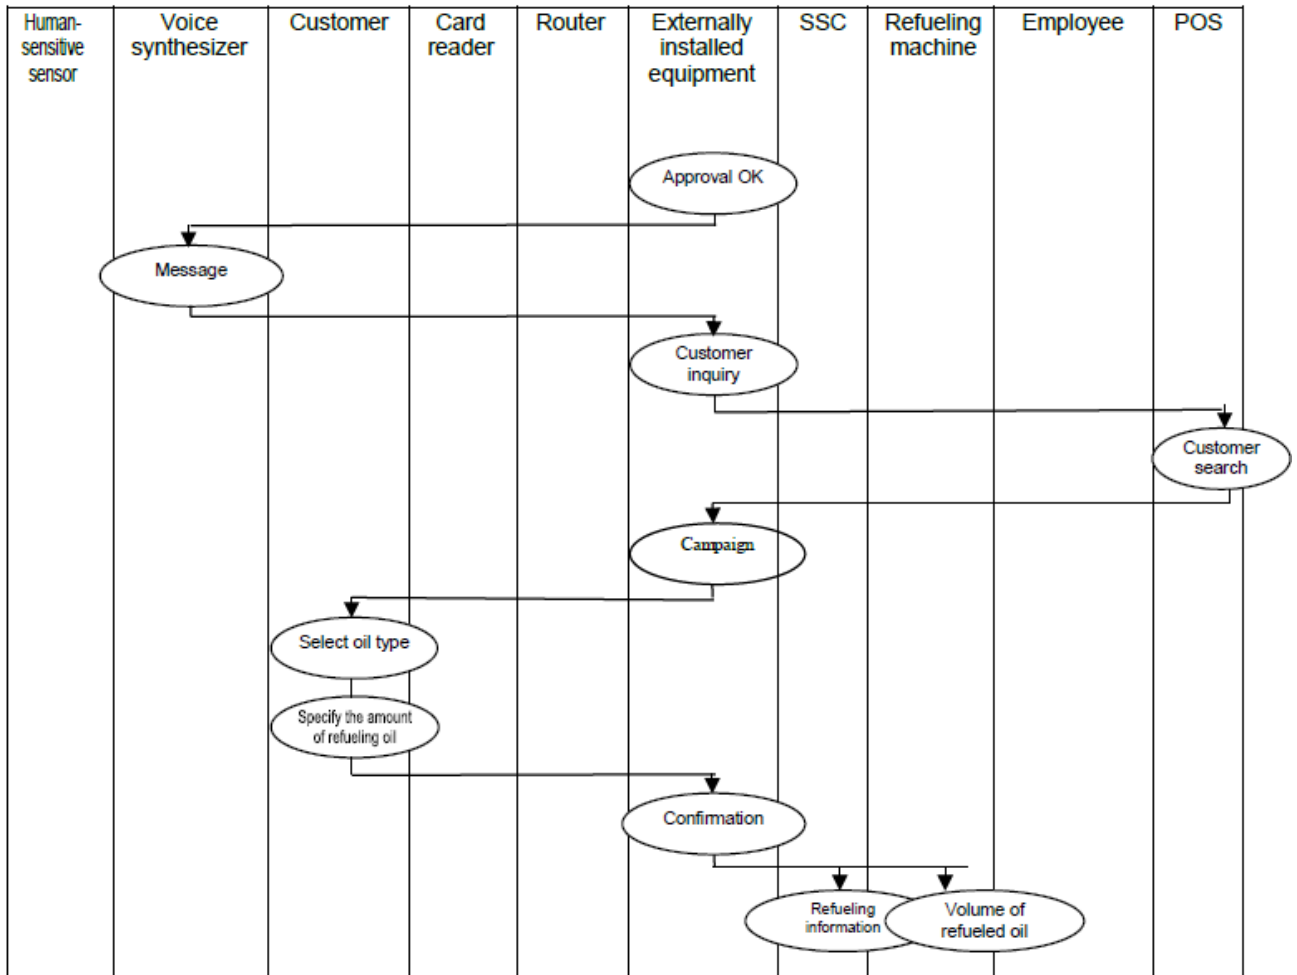 Human-
sensitive
sensor
Voice
synthesizer
Customer
Card
reader
Router
Externally
installed
equipment
SSC
Refueling
machine
Employee
POS
Approval OK
Message
Customer
inquiry
Customer
search
Campaign
Select oil type
Specify the amount
of refueling oil
Confirmation
Refueling
information
Volume of
refueled oil